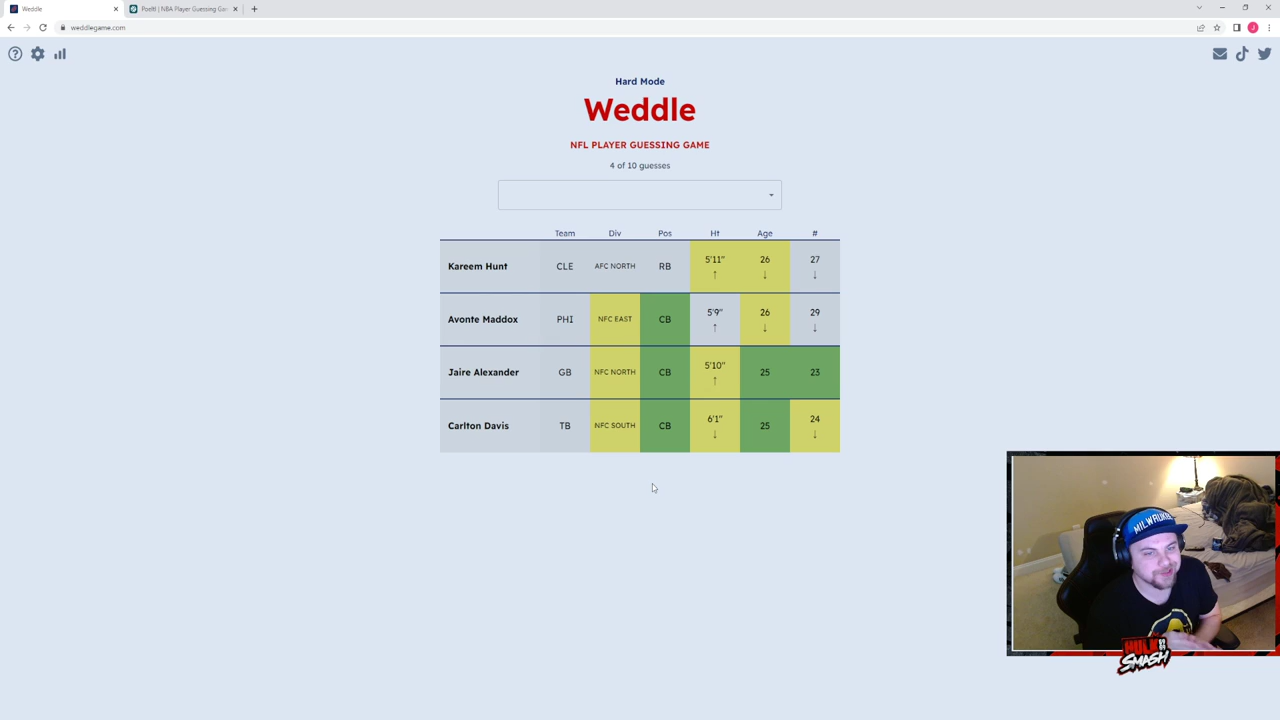 Weddle
Poeltl | NBA Player Guessing Ga
weddlegame.com
J
Hard Mode
Weddle
NFL PLAYER GUESSING GAME
4 of 10 guesses
Team Div Pos Ht Age #
Kareem Hunt CLE AFC NORTH RB 5'11" ↑ 26 ↓ 27 ↓
Avonte Maddox PHI NFC EAST CB 5'9" ↑ 26 ↓ 29 ↓
Jaire Alexander GB NFC NORTH CB 5'10" ↑ 25 23
Carlton Davis TB NFC SOUTH CB 6'1" ↓ 25 24 ↓
MILWAUKEE
HULK
SMASH